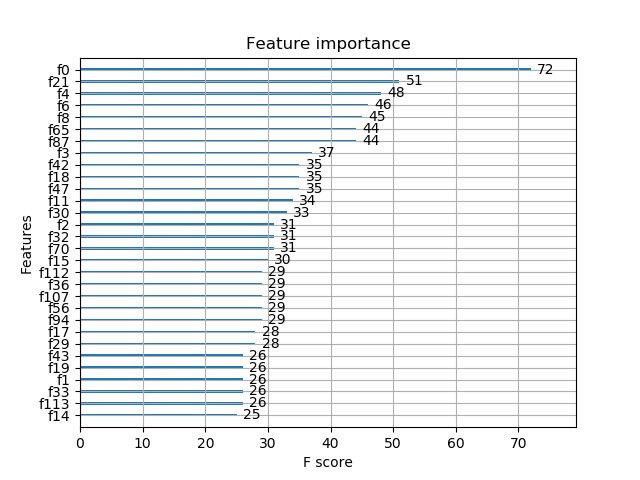 Feature importance
f0 72
f21 51
f4 48
f6 46
f8 45
f65 44
f87 44
f3 37
f42 35
f18 35
f47 35
f11 34
f30 33
f2 31
f32 31
f70 31
f15 30
f112 29
f36 29
f107 29
f56 29
f94 29
f17 28
f29 28
f43 26
f19 26
f1 26
f33 26
f113 26
f14 25
Features
0 10 20 30 40 50 60 70
F score